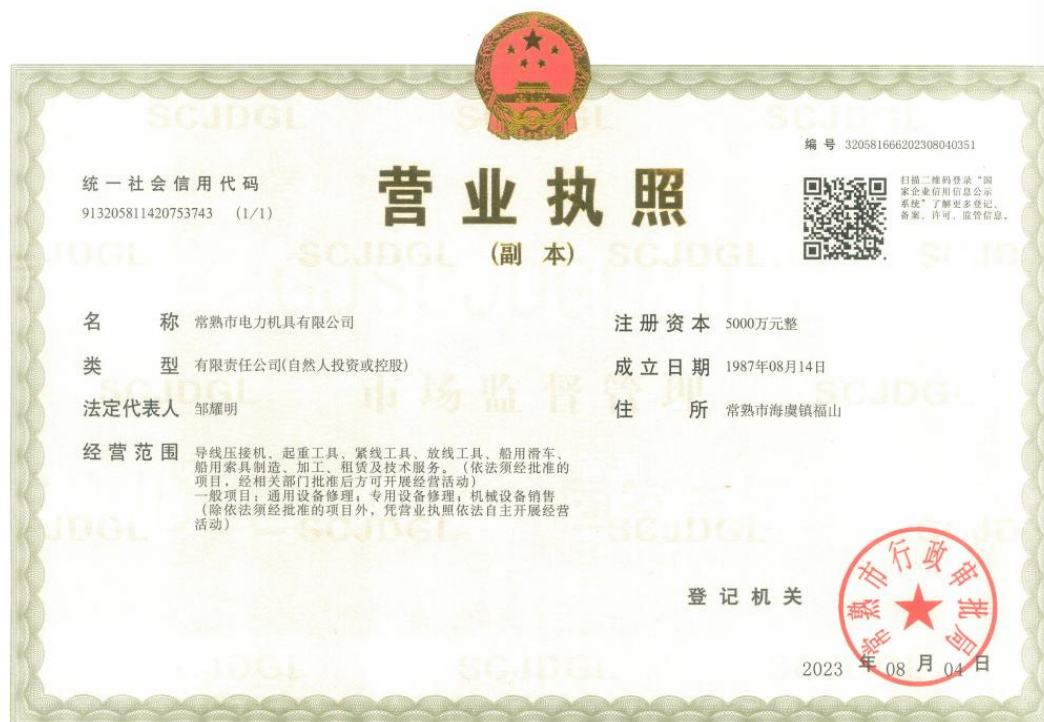 编 号 320581666202308040351
统一社会信用代码
913205811420753743 (1/1)
营业执照
(副 本)
扫描二维码登录“国
家企业信用信息公示
系统”了解更多登记、
备案、许可、监管信息。
名 称 常熟市电力机具有限公司
注册资本 5000万元整
类 型 有限责任公司(自然人投资或控股)
成立日期 1987年08月14日
法定代表人 邹耀明
住 所 常熟市海虞镇福山
经营范围 导线压接机、起重工具、紧线工具、放线工具、船用滑车、
船用索具制造、加工、租赁及技术服务。(依法须经批准的
项目，经相关部门批准后方可开展经营活动)
一般项目：通用设备修理；专用设备修理；机械设备销售
(除依法须经批准的项目外，凭营业执照依法自主开展经营
活动)
登记机关
常熟市行政审批局
2023 年 08 月 04 日
SCJDGL
市场监督管理